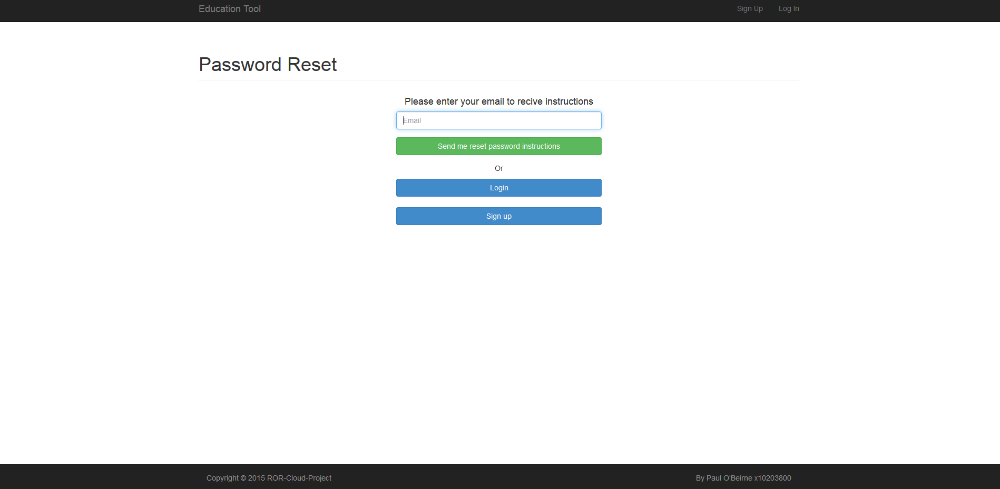 Education Tool
Sign Up
Log In
Password Reset
Please enter your email to recive instructions
Email
Send me reset password instructions
Or
Login
Sign up
Copyright © 2015 ROR-Cloud-Project
By Paul O'Beirne x10203800